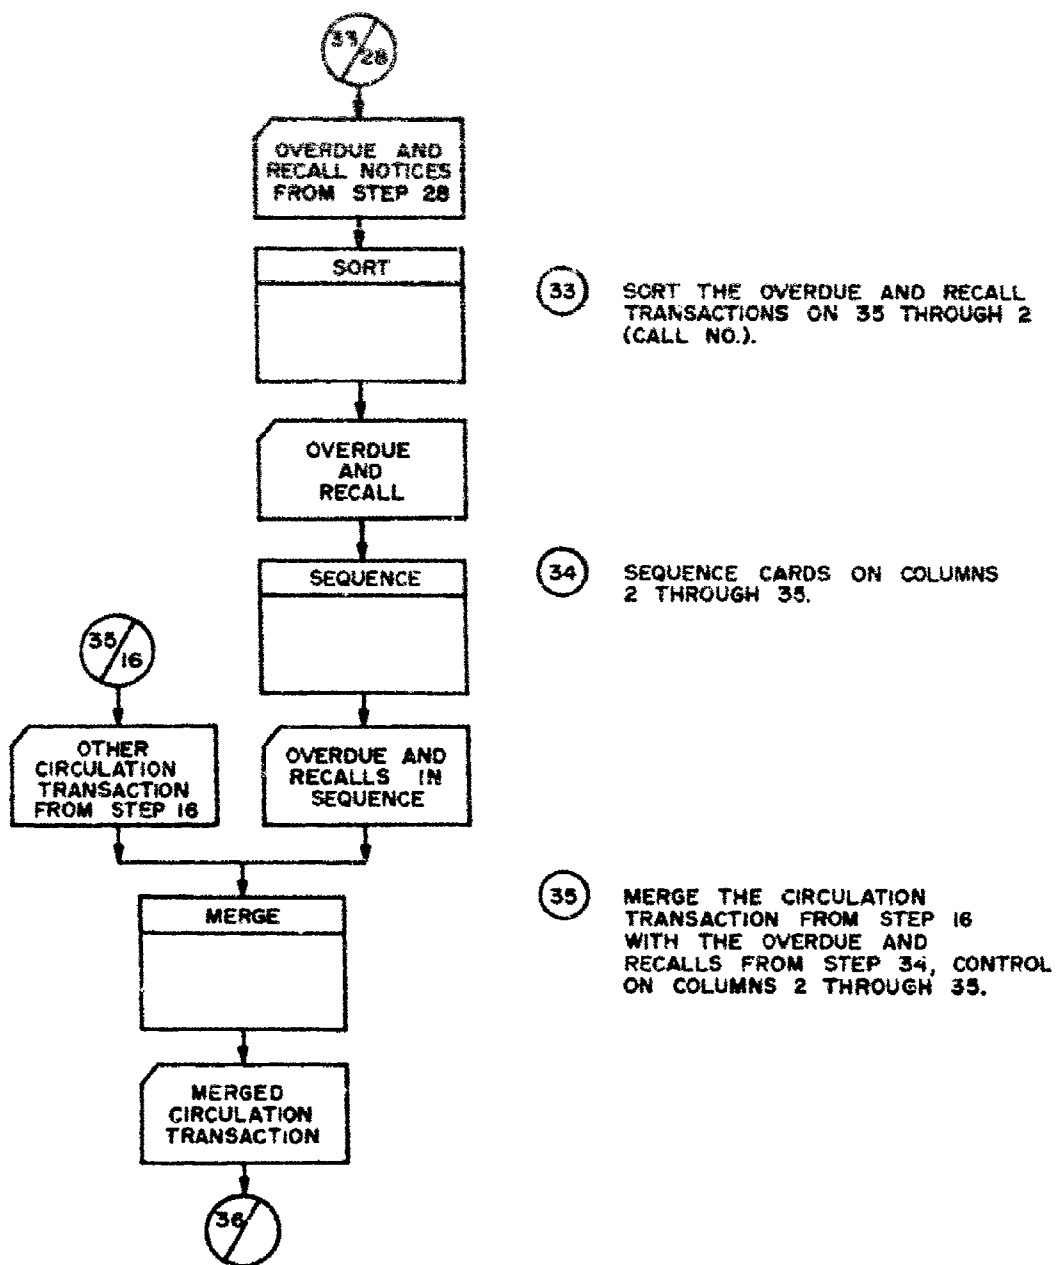 33
28
OVERDUE AND
RECALL NOTICES
FROM STEP 28
SORT
33
SORT THE OVERDUE AND RECALL
TRANSACTIONS ON 35 THROUGH 2
(CALL NO.).
OVERDUE
AND
RECALL
SEQUENCE
34
SEQUENCE CARDS ON COLUMNS
2 THROUGH 35.
35
16
OTHER
CIRCULATION
TRANSACTION
FROM STEP 16
OVERDUE AND
RECALLS IN
SEQUENCE
MERGE
35
MERGE THE CIRCULATION
TRANSACTION FROM STEP 16
WITH THE OVERDUE AND
RECALLS FROM STEP 34, CONTROL
ON COLUMNS 2 THROUGH 35.
MERGED
CIRCULATION
TRANSACTION
36